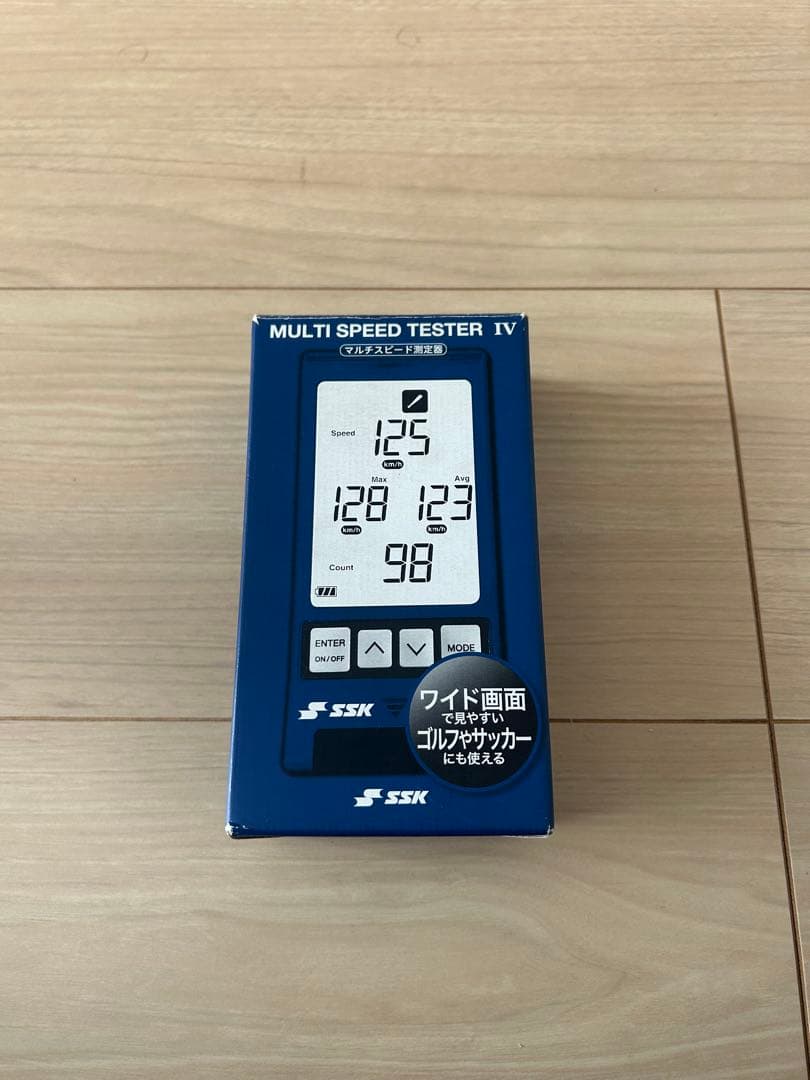 MULTI SPEED TESTER IV
マルチスピード測定器
Speed 125
km/h
Max Avg
128 123
km/h km/h
Count 98
ENTER
ON/OFF
MODE
SSK
ワイド画面
で見やすい
ゴルフやサッカー
にも使える
SSK